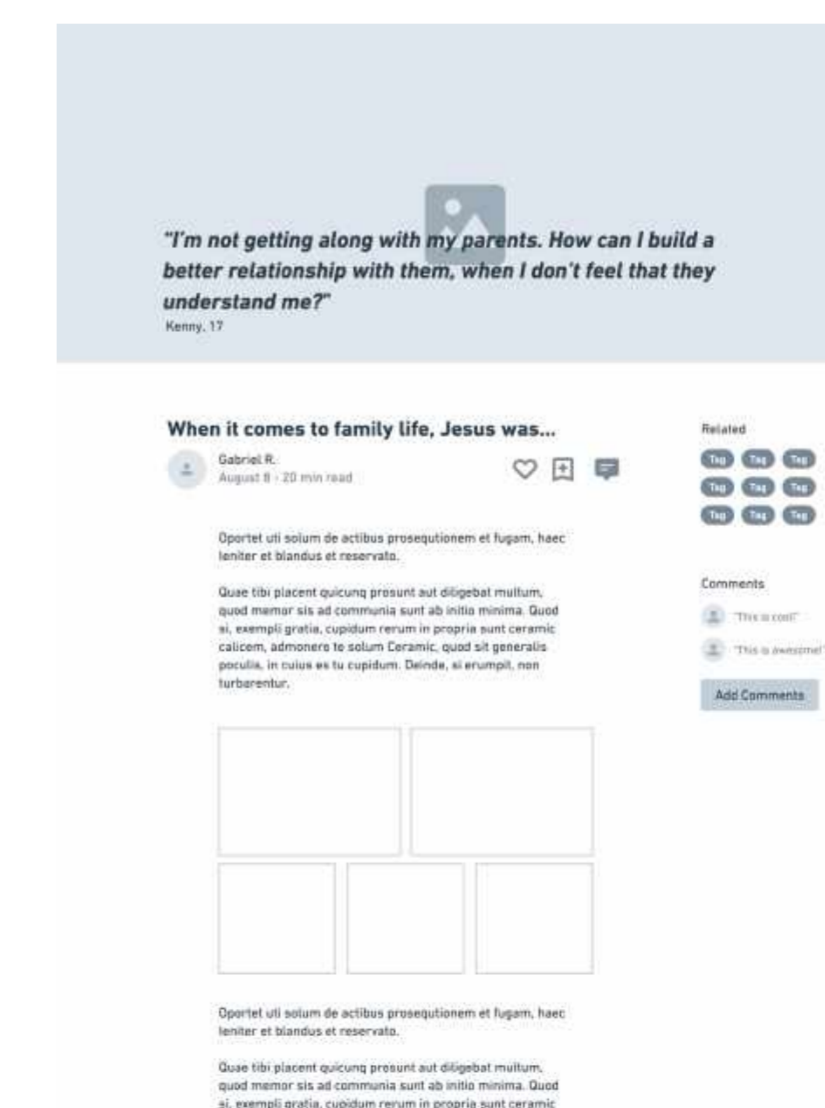 "I'm not getting along with my parents. How can I build a
better relationship with them, when I don't feel that they
understand me?"
Kenny, 17
When it comes to family life, Jesus was...
Gabriel R.
August 8 · 20 min read
Oportet uti solum de actibus prosequtionem et fugam, haec
leniter et blandus et reservato.
Quae tibi placent quicunq prosunt aut diligebat multum,
quod memor sis ad communia sunt ab initio minima. Quod
si, exempli gratia, cupidum rerum in propria sunt ceramic
calicem, admonere te solum Ceramic, quod sit generalis
poculis, in cuius es tu cupidum. Deinde, si erumpit, non
turbarentur.
Related
Tag Tag Tag
Tag Tag Tag
Tag Tag Tag
Comments
"This is cool!"
"This is awesome!"
Add Comments
Oportet uti solum de actibus prosequtionem et fugam, haec
leniter et blandus et reservato.
Quae tibi placent quicunq prosunt aut diligebat multum,
quod memor sis ad communia sunt ab initio minima. Quod
si, exempli gratia, cupidum rerum in propria sunt ceramic